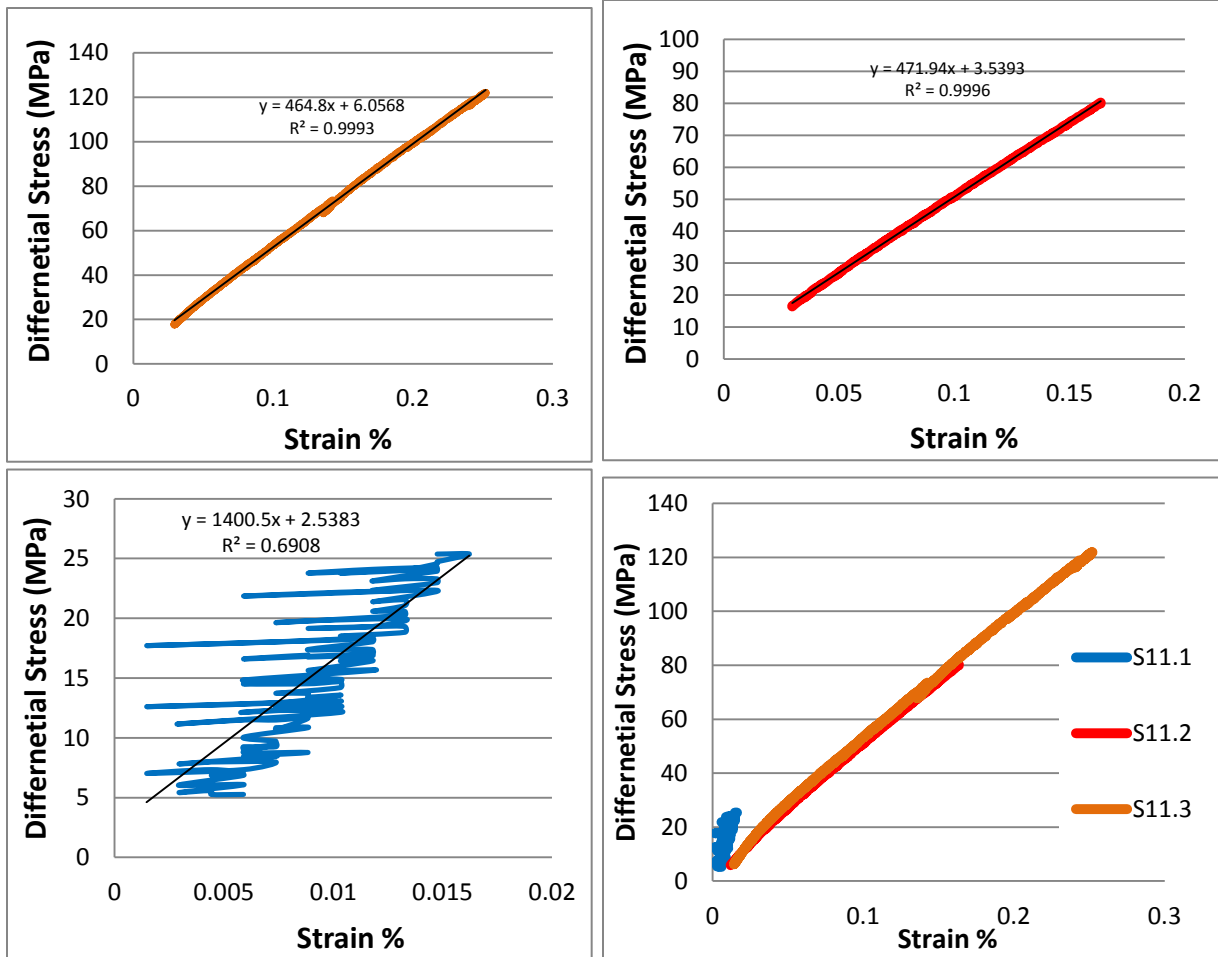 140
120
100
80
60
40
20
0
Differnetial Stress (MPa)
y = 464.8x + 6.0568
R² = 0.9993
0 0.1 0.2 0.3
Strain %
100
90
80
70
60
50
40
30
20
10
0
Differnetial Stress (MPa)
y = 471.94x + 3.5393
R² = 0.9996
0 0.05 0.1 0.15 0.2
Strain %
30
25
20
15
10
5
0
Differnetial Stress (MPa)
y = 1400.5x + 2.5383
R² = 0.6908
0 0.005 0.01 0.015 0.02
Strain %
140
120
100
80
60
40
20
0
Differnetial Stress (MPa)
S11.1
S11.2
S11.3
0 0.1 0.2 0.3
Strain %